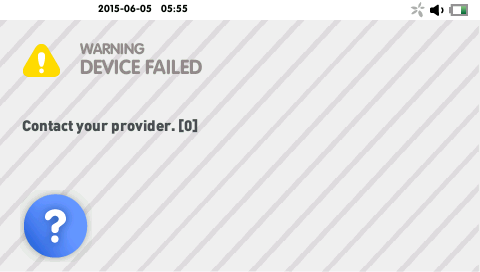 2015-06-05 05:55
WARNING
DEVICE FAILED
Contact your provider. [0]
?